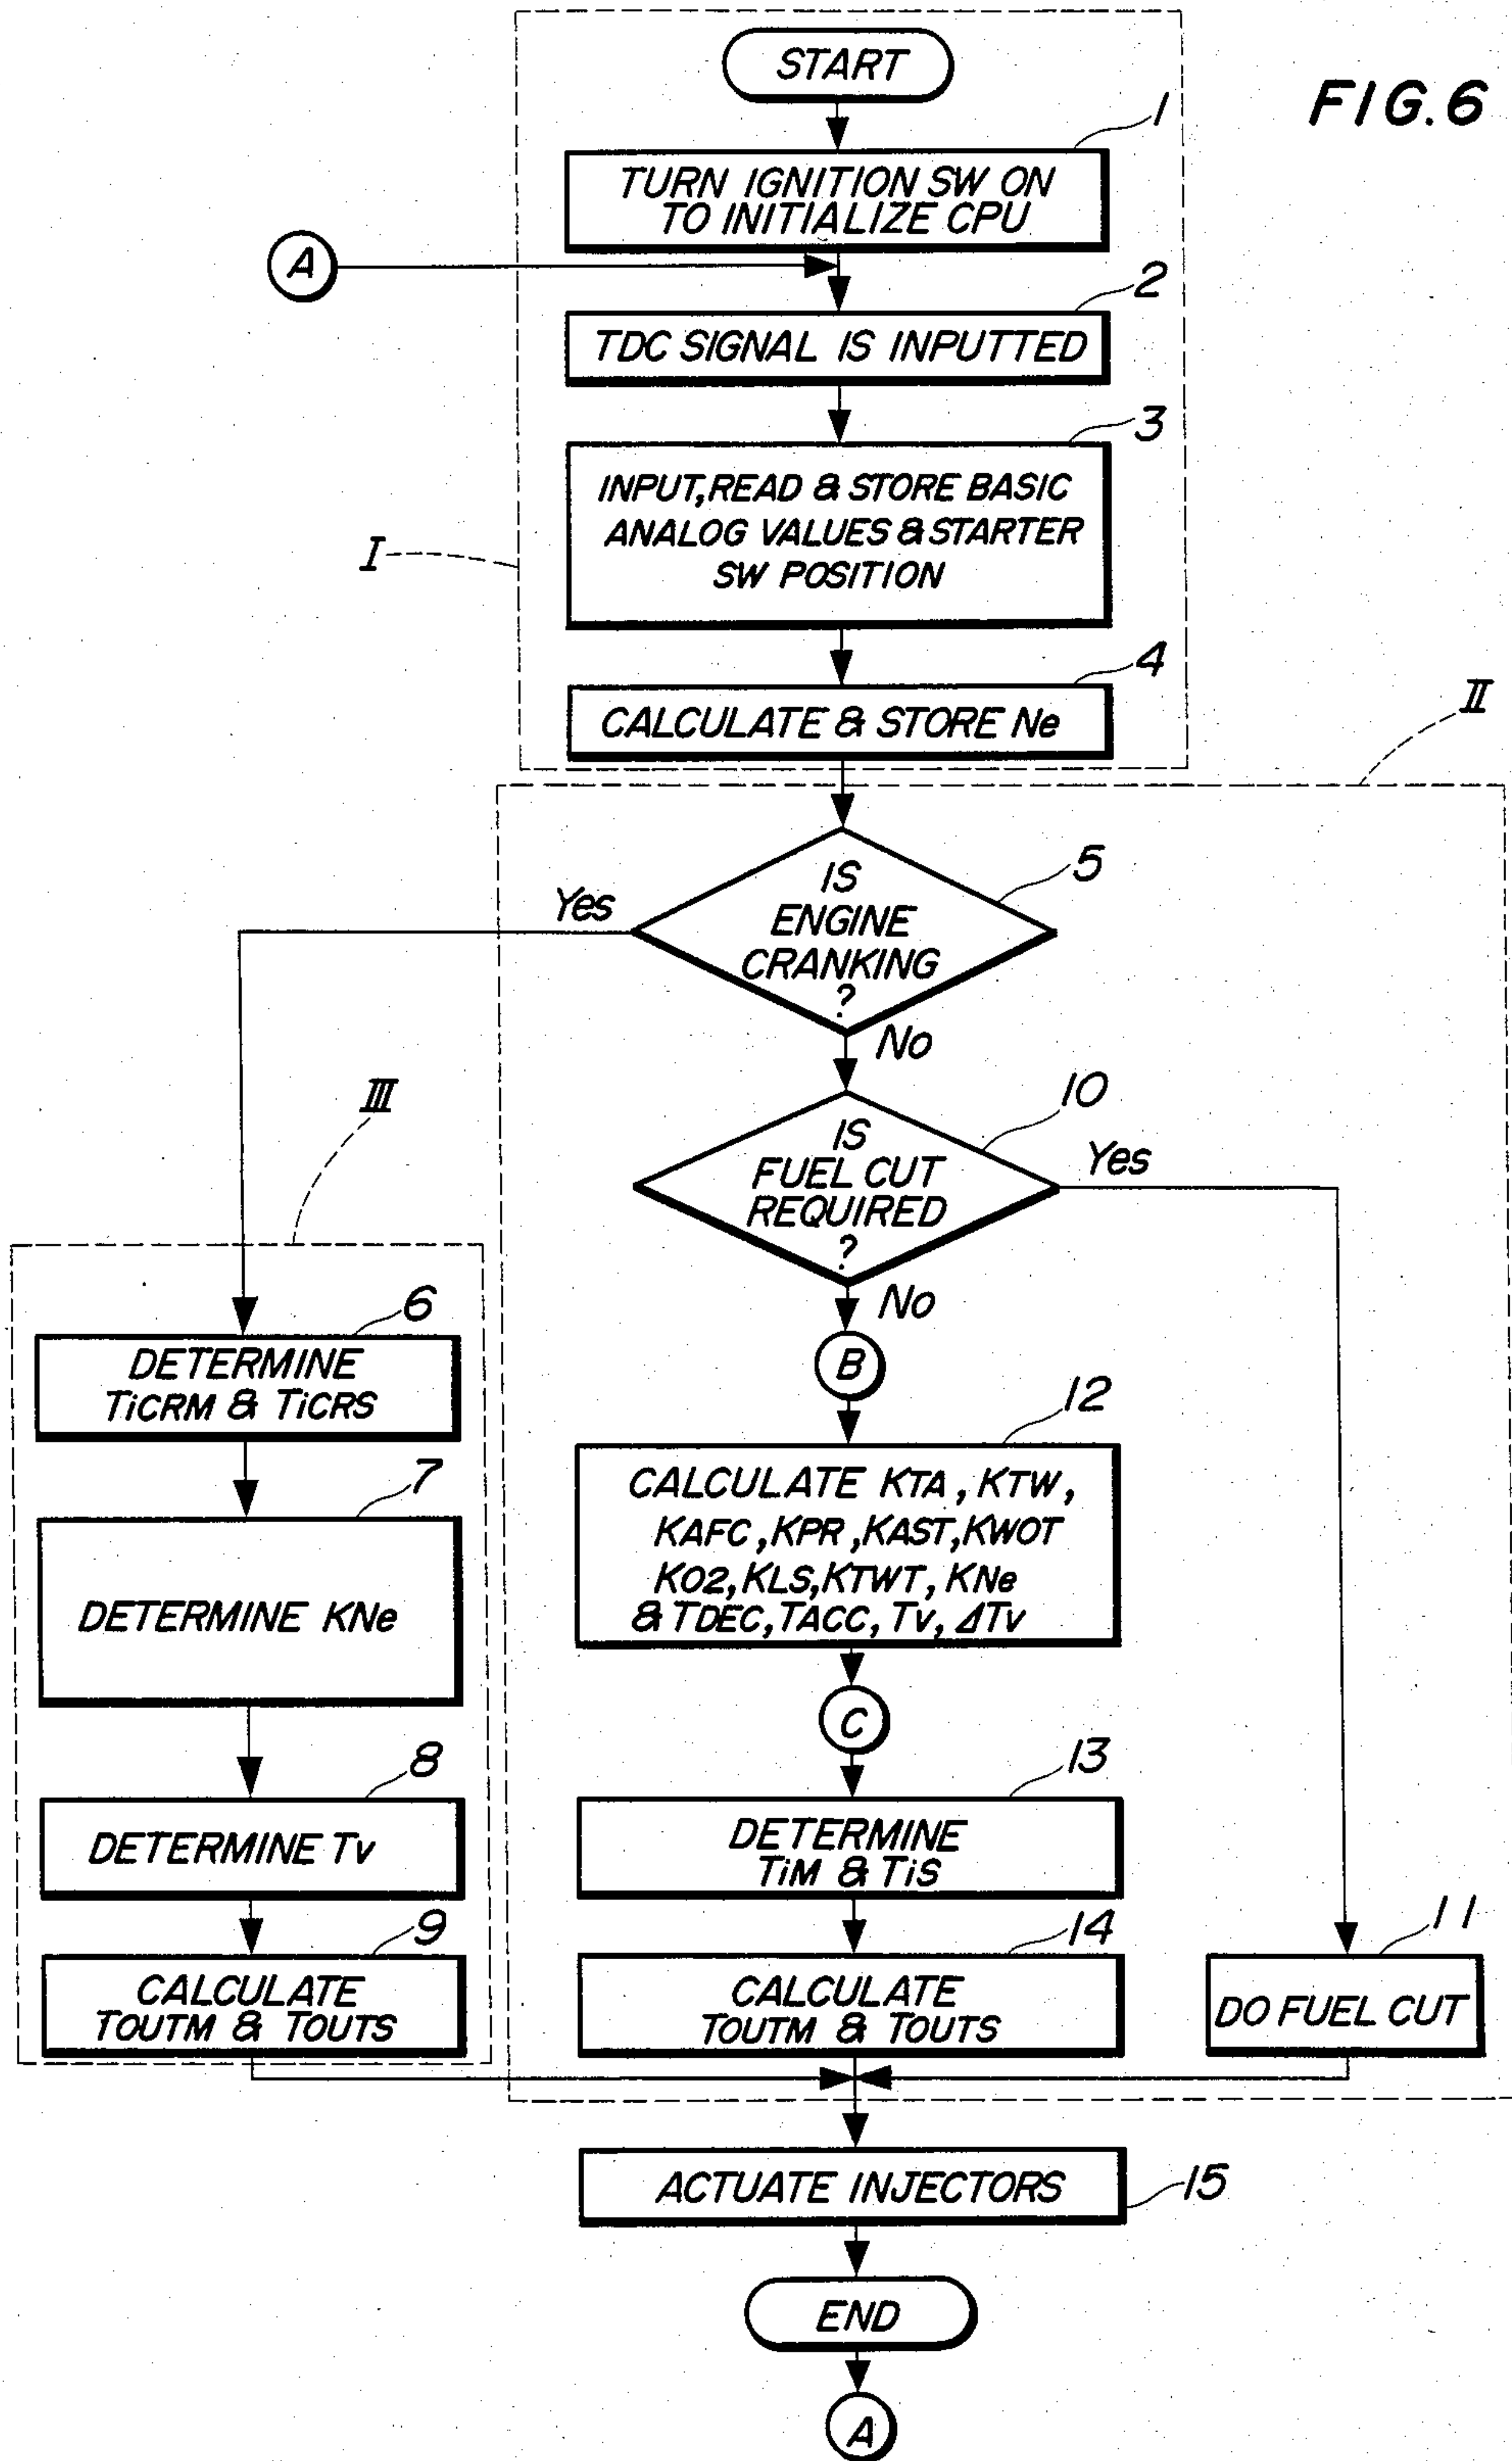 FIG.6
START
1
TURN IGNITION SW ON
TO INITIALIZE CPU
A
2
TDC SIGNAL IS INPUTTED
3
INPUT, READ & STORE BASIC
ANALOG VALUES & STARTER
SW POSITION
I
4
CALCULATE & STORE Ne
II
5
IS
ENGINE
CRANKING
?
Yes
No
III
10
IS
FUEL CUT
REQUIRED
?
Yes
No
6
DETERMINE
TiCRM & TiCRS
B
7
DETERMINE KNe
12
CALCULATE KTA, KTW,
KAFC, KPR, KAST, KWOT
KO2, KLS, KTWT, KNe
& TDEC, TACC, Tv, ΔTv
C
8
DETERMINE Tv
13
DETERMINE
TiM & TiS
9
CALCULATE
TOUTM & TOUTS
14
CALCULATE
TOUTM & TOUTS
11
DO FUEL CUT
ACTUATE INJECTORS
15
END
A